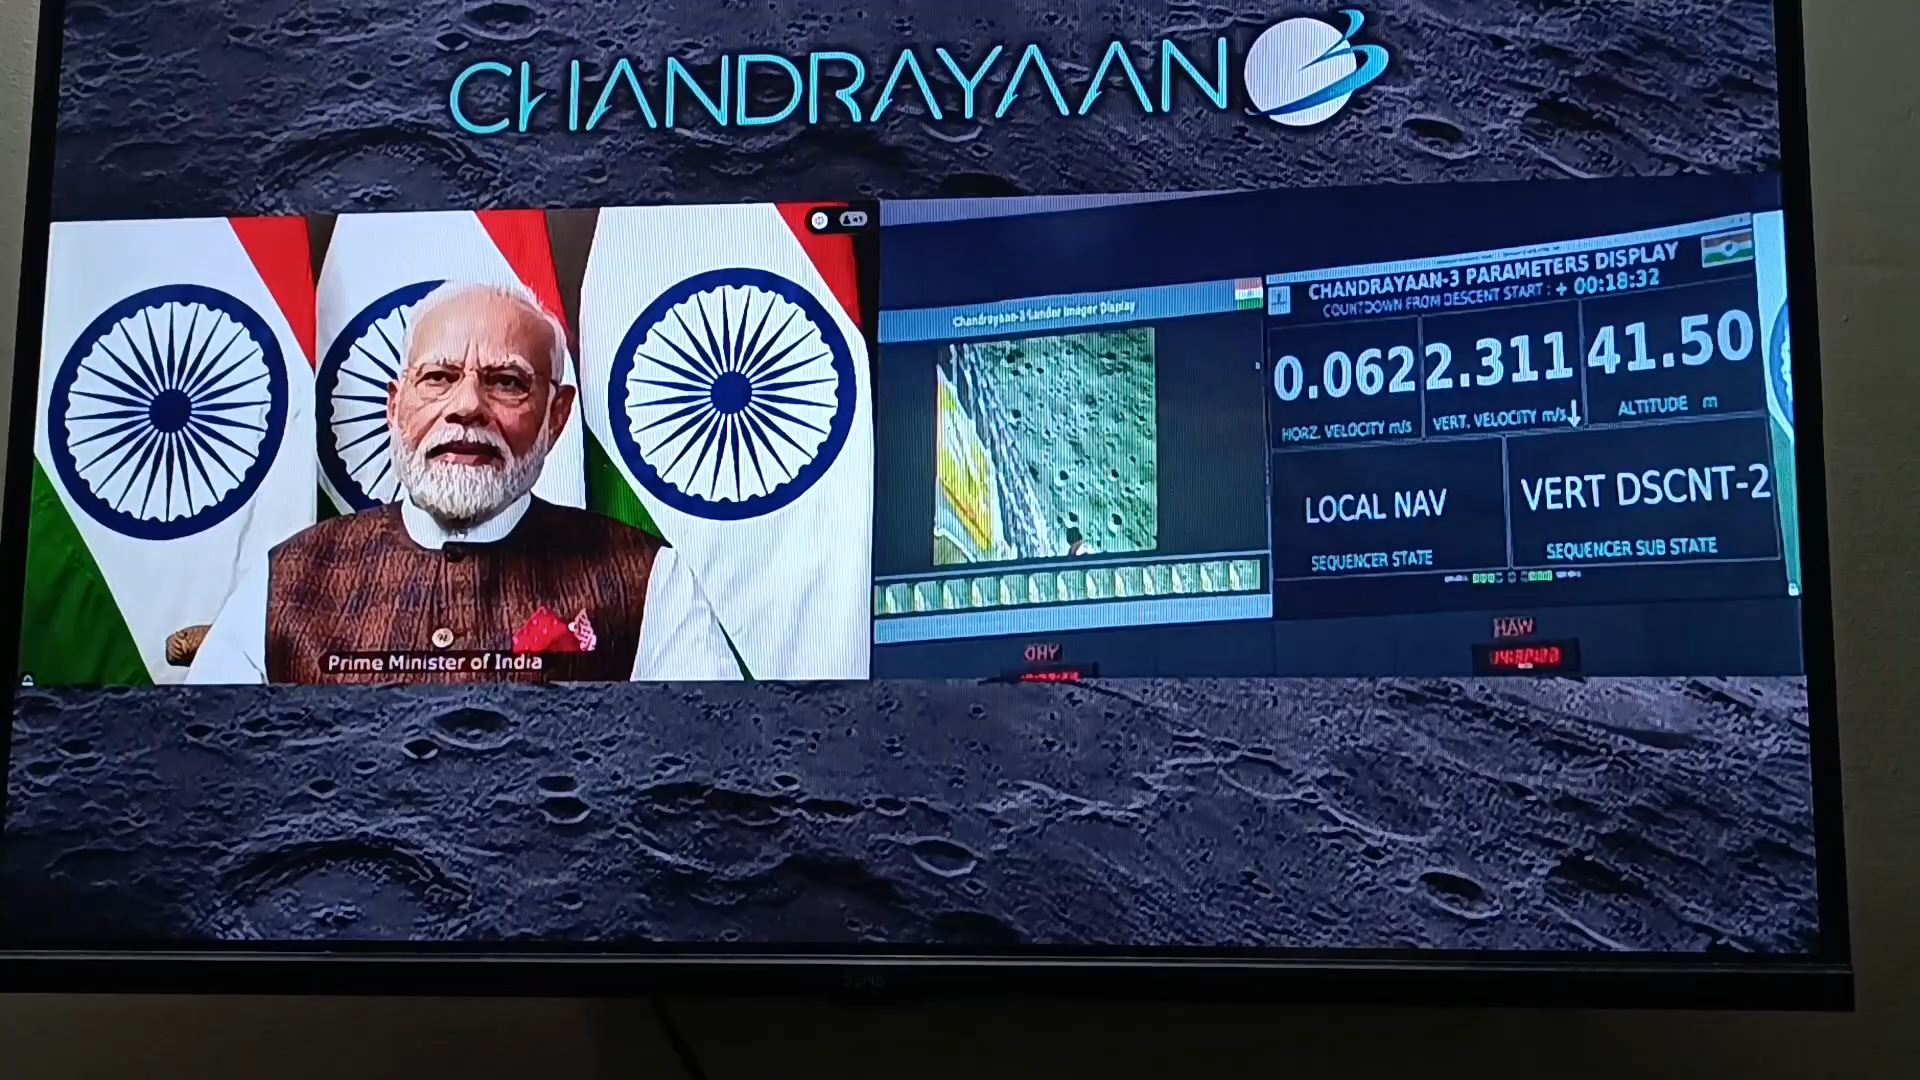 CHANDRAYAAN 3
Prime Minister of India
Chandrayaan-3 Lander Imager Display
CHANDRAYAAN-3 PARAMETERS DISPLAY
COUNTDOWN FROM DESCENT START : + 00:18:32
0.062 2.311 41.50
HORZ. VELOCITY m/s VERT. VELOCITY m/s ALTITUDE m
LOCAL NAV VERT DSCNT-2
SEQUENCER STATE SEQUENCER SUB STATE
HAW